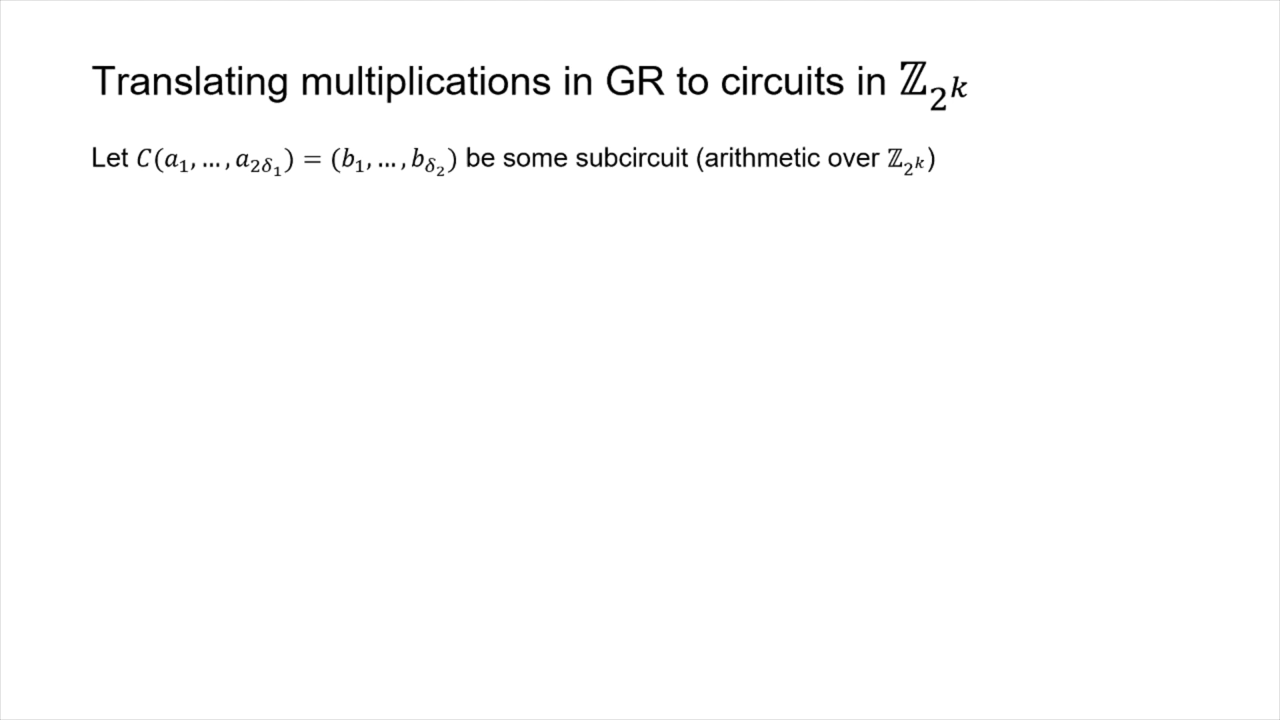 Translating multiplications in GR to circuits in ℤ_{2^k}
Let C(a_1, …, a_{2δ_1}) = (b_1, …, b_{δ_2}) be some subcircuit (arithmetic over ℤ_{2^k})